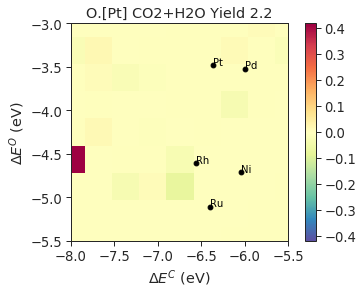 O.[Pt] CO2+H2O Yield 2.2
ΔE^O (eV)
−3.0
−3.5
−4.0
−4.5
−5.0
−5.5
Pt
Pd
Rh
Ni
Ru
−8.0 −7.5 −7.0 −6.5 −6.0 −5.5
ΔE^C (eV)
0.4
0.3
0.2
0.1
0.0
−0.1
−0.2
−0.3
−0.4